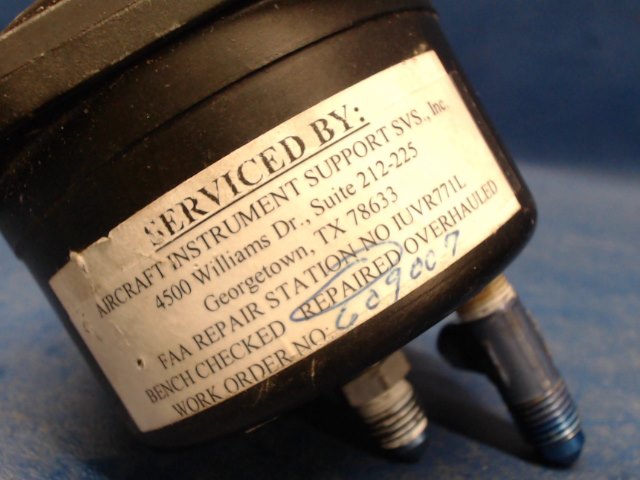 SERVICED BY:
AIRCRAFT INSTRUMENT SUPPORT SVS., Inc.
4500 Williams Dr., Suite 212-225
Georgetown, TX 78633
FAA REPAIR STATION NO IUVR771L
BENCH CHECKED REPAIRED OVERHAULED
WORK ORDER NO: 609007